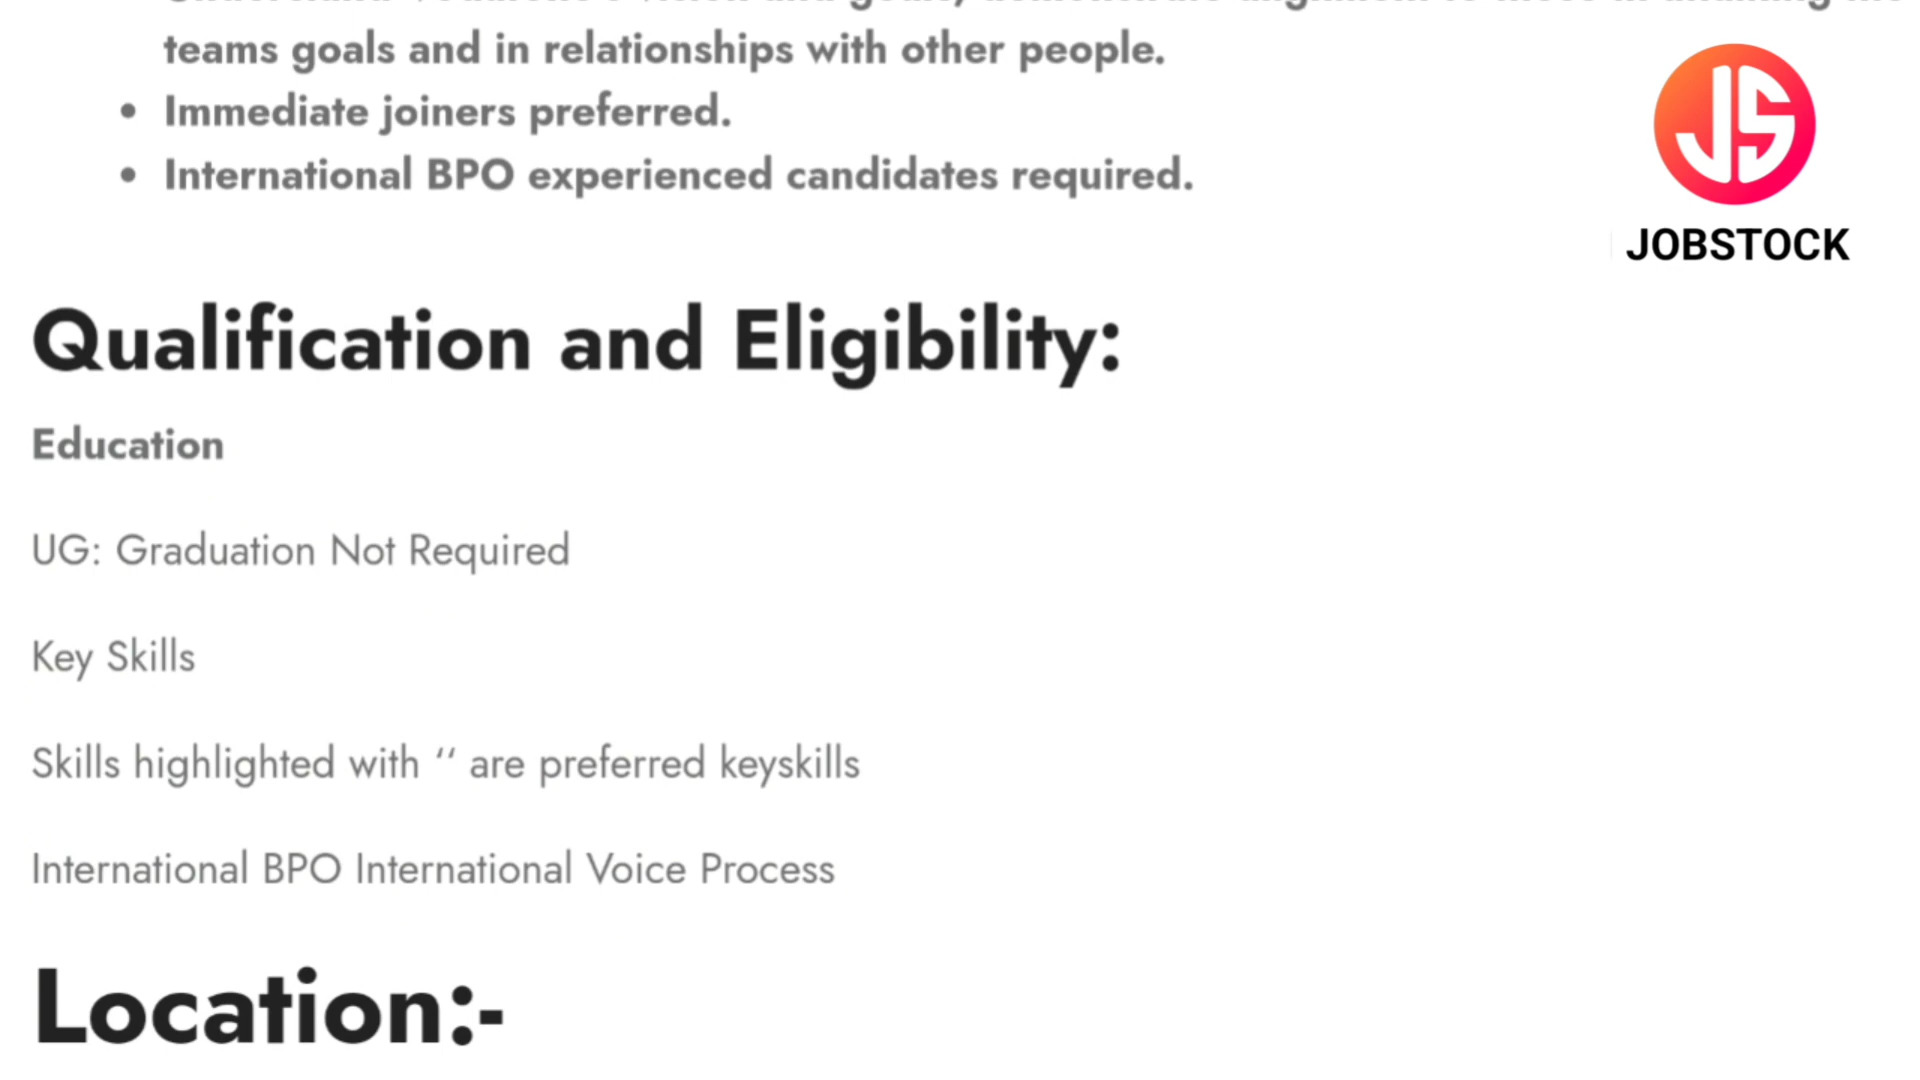 teams goals and in relationships with other people.
• Immediate joiners preferred.
• International BPO experienced candidates required.
JS
JOBSTOCK
Qualification and Eligibility:
Education
UG: Graduation Not Required
Key Skills
Skills highlighted with ‘‘ are preferred keyskills
International BPO International Voice Process
Location:-